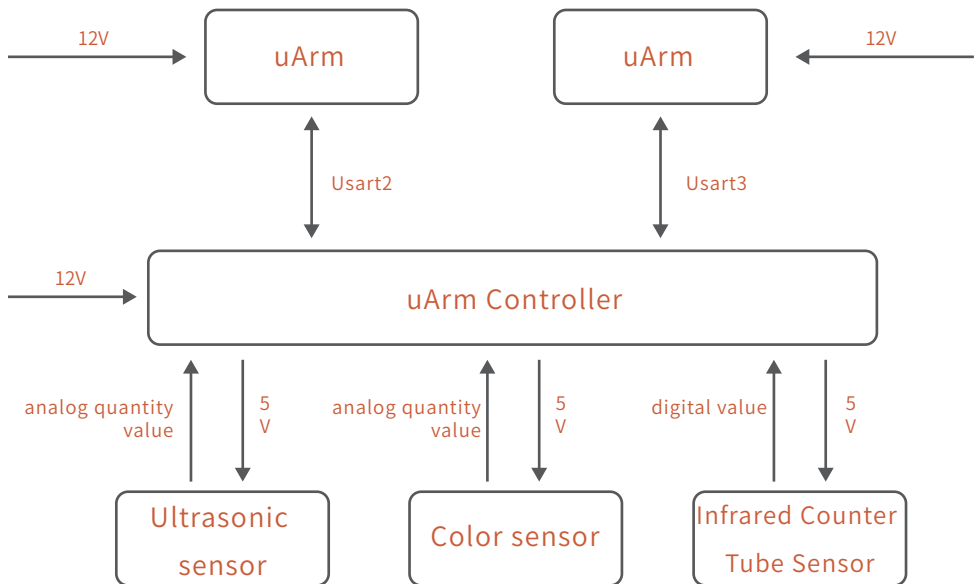 12V
uArm
uArm
12V
Usart2
Usart3
12V
uArm Controller
analog quantity
value
5
V
analog quantity
value
5
V
digital value
5
V
Ultrasonic
sensor
Color sensor
Infrared Counter
Tube Sensor